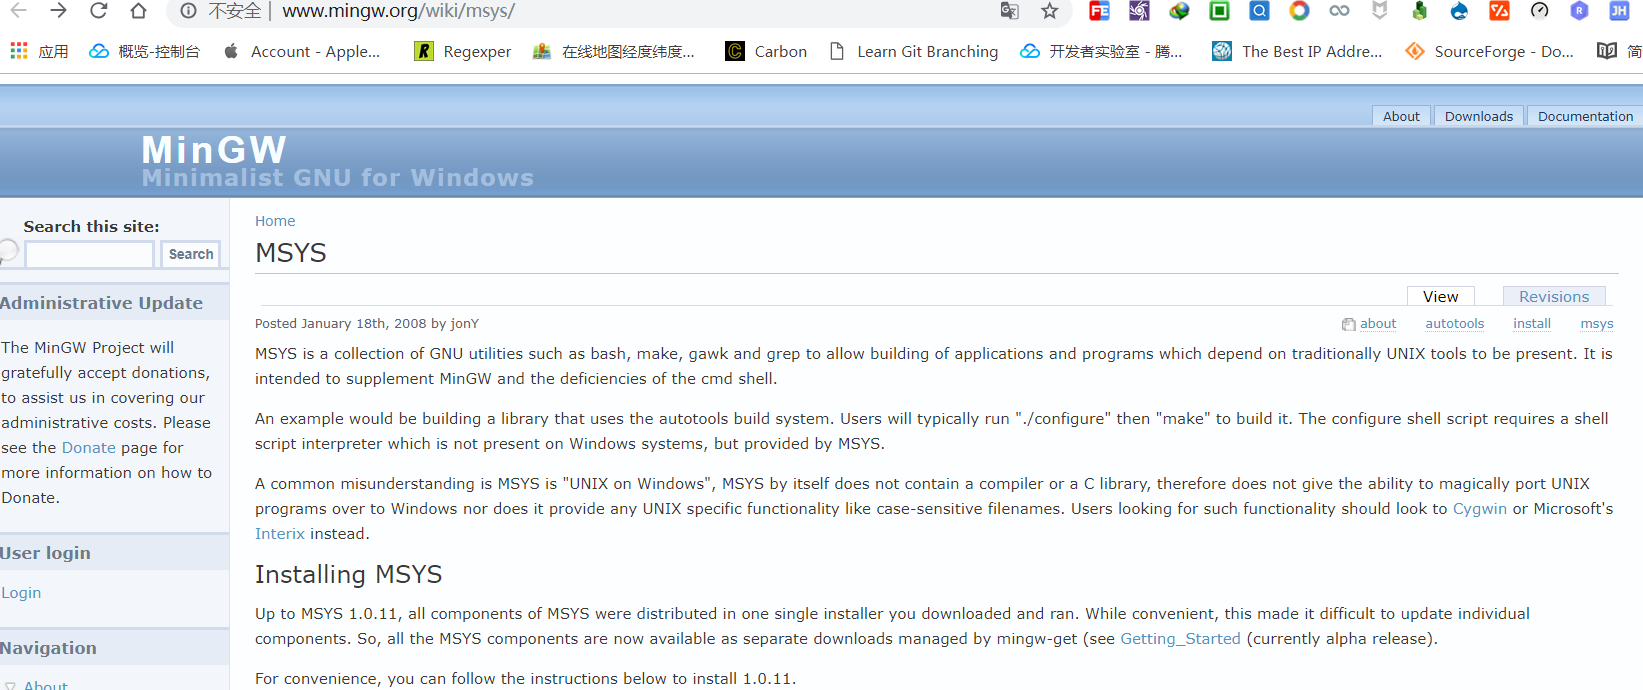 不安全 www.mingw.org/wiki/msys/
应用 概览-控制台 Account - Apple... Regexper 在线地图经度纬度... Carbon Learn Git Branching 开发者实验室 - 腾... The Best IP Addre... SourceForge - Do... 简
About Downloads Documentation
MinGW
Minimalist GNU for Windows
Search this site:
Search
Administrative Update
The MinGW Project will
gratefully accept donations,
to assist us in covering our
administrative costs. Please
see the Donate page for
more information on how to
Donate.
User login
Login
Navigation
About
Home
MSYS
View Revisions
Posted January 18th, 2008 by jonY about autotools install msys
MSYS is a collection of GNU utilities such as bash, make, gawk and grep to allow building of applications and programs which depend on traditionally UNIX tools to be present. It is
intended to supplement MinGW and the deficiencies of the cmd shell.
An example would be building a library that uses the autotools build system. Users will typically run "./configure" then "make" to build it. The configure shell script requires a shell
script interpreter which is not present on Windows systems, but provided by MSYS.
A common misunderstanding is MSYS is "UNIX on Windows", MSYS by itself does not contain a compiler or a C library, therefore does not give the ability to magically port UNIX
programs over to Windows nor does it provide any UNIX specific functionality like case-sensitive filenames. Users looking for such functionality should look to Cygwin or Microsoft's
Interix instead.
Installing MSYS
Up to MSYS 1.0.11, all components of MSYS were distributed in one single installer you downloaded and ran. While convenient, this made it difficult to update individual
components. So, all the MSYS components are now available as separate downloads managed by mingw-get (see Getting_Started (currently alpha release).
For convenience, you can follow the instructions below to install 1.0.11.